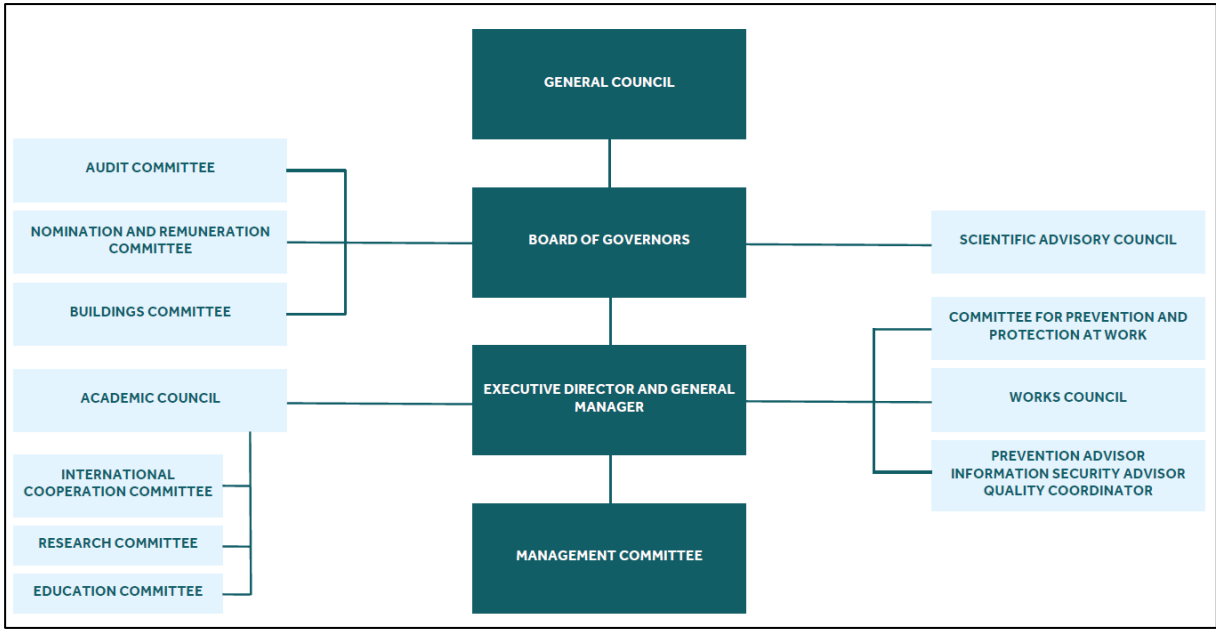 GENERAL COUNCIL
AUDIT COMMITTEE
NOMINATION AND REMUNERATION
COMMITTEE
BUILDINGS COMMITTEE
BOARD OF GOVERNORS
SCIENTIFIC ADVISORY COUNCIL
ACADEMIC COUNCIL
INTERNATIONAL
COOPERATION COMMITTEE
RESEARCH COMMITTEE
EDUCATION COMMITTEE
EXECUTIVE DIRECTOR AND GENERAL
MANAGER
COMMITTEE FOR PREVENTION AND
PROTECTION AT WORK
WORKS COUNCIL
PREVENTION ADVISOR
INFORMATION SECURITY ADVISOR
QUALITY COORDINATOR
MANAGEMENT COMMITTEE